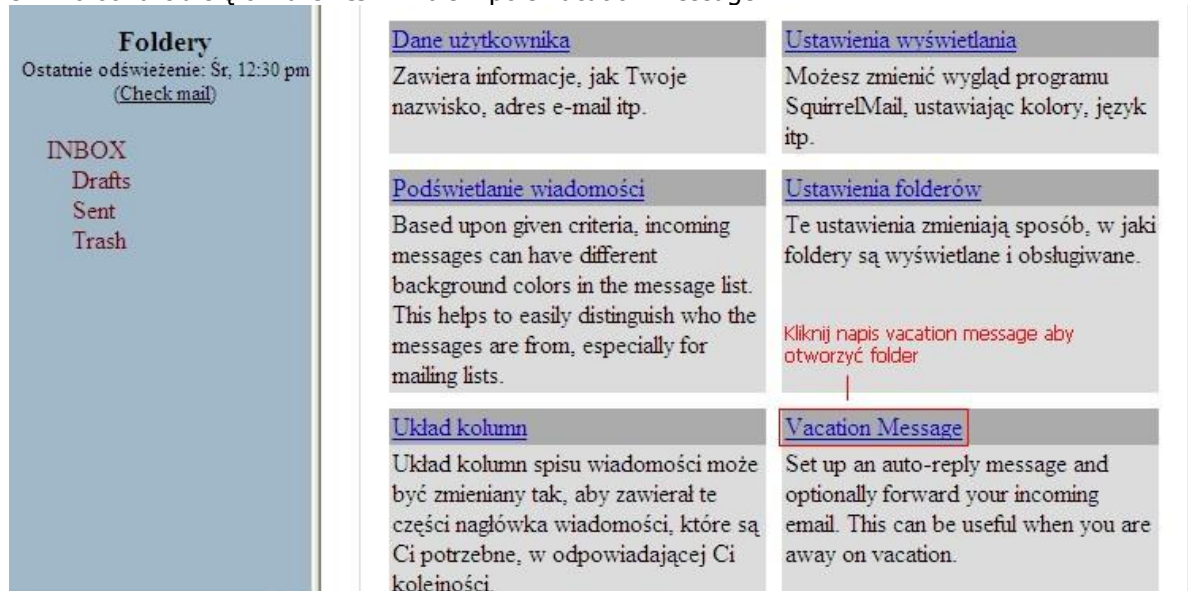 Foldery
Ostatnie odświeżenie: Śr, 12:30 pm
(Check mail)
INBOX
Drafts
Sent
Trash
Dane użytkownika
Zawiera informacje, jak Twoje
nazwisko, adres e-mail itp.
Ustawienia wyświetlania
Możesz zmienić wygląd programu
SquirrelMail, ustawiając kolory, język
itp.
Podświetlanie wiadomości
Based upon given criteria, incoming
messages can have different
background colors in the message list.
This helps to easily distinguish who the
messages are from, especially for
mailing lists.
Ustawienia folderów
Te ustawienia zmieniają sposób, w jaki
foldery są wyświetlane i obsługiwane.
Kliknij napis vacation message aby
otworzyć folder
Układ kolumn
Układ kolumn spisu wiadomości może
być zmieniany tak, aby zawierał te
części nagłówka wiadomości, które są
Ci potrzebne, w odpowiadającej Ci
kolejności.
Vacation Message
Set up an auto-reply message and
optionally forward your incoming
email. This can be useful when you are
away on vacation.